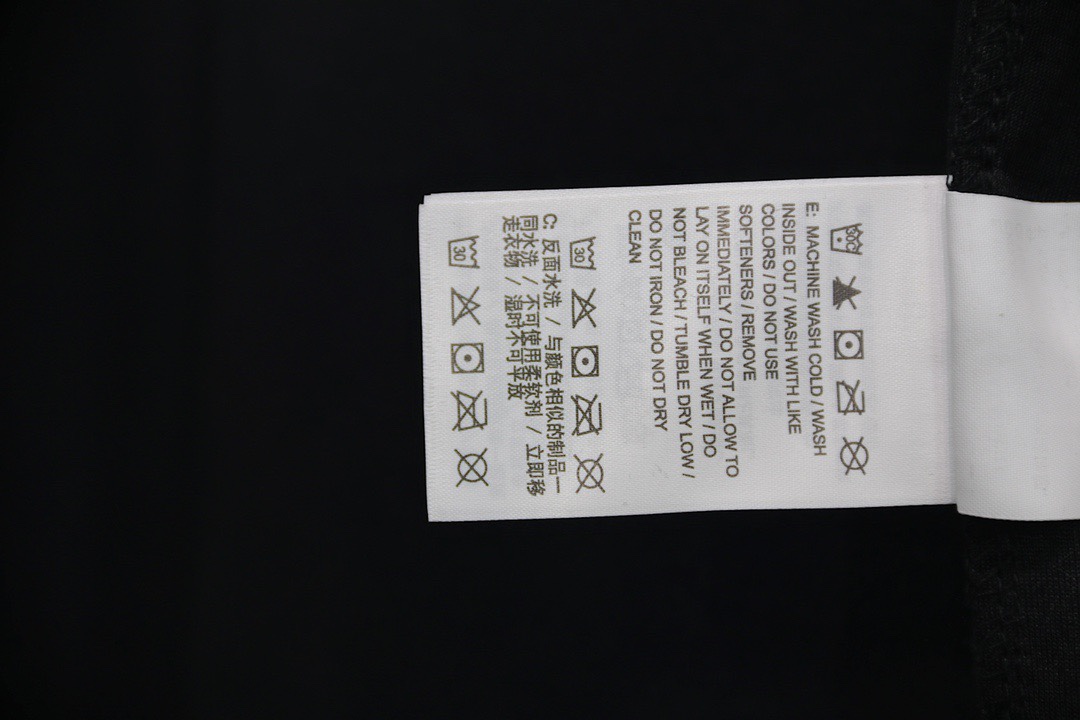 30C
E: MACHINE WASH COLD / WASH
INSIDE OUT / WASH WITH LIKE
COLORS / DO NOT USE
SOFTENERS / REMOVE
IMMEDIATELY / DO NOT ALLOW TO
LAY ON ITSELF WHEN WET / DO
NOT BLEACH / TUMBLE DRY LOW /
DO NOT IRON / DO NOT DRY
CLEAN
30
C: 反面水洗 / 与颜色相似的制品一
同水洗 / 不可使用柔软剂 / 立即移
走衣物 / 湿时不可平放
30